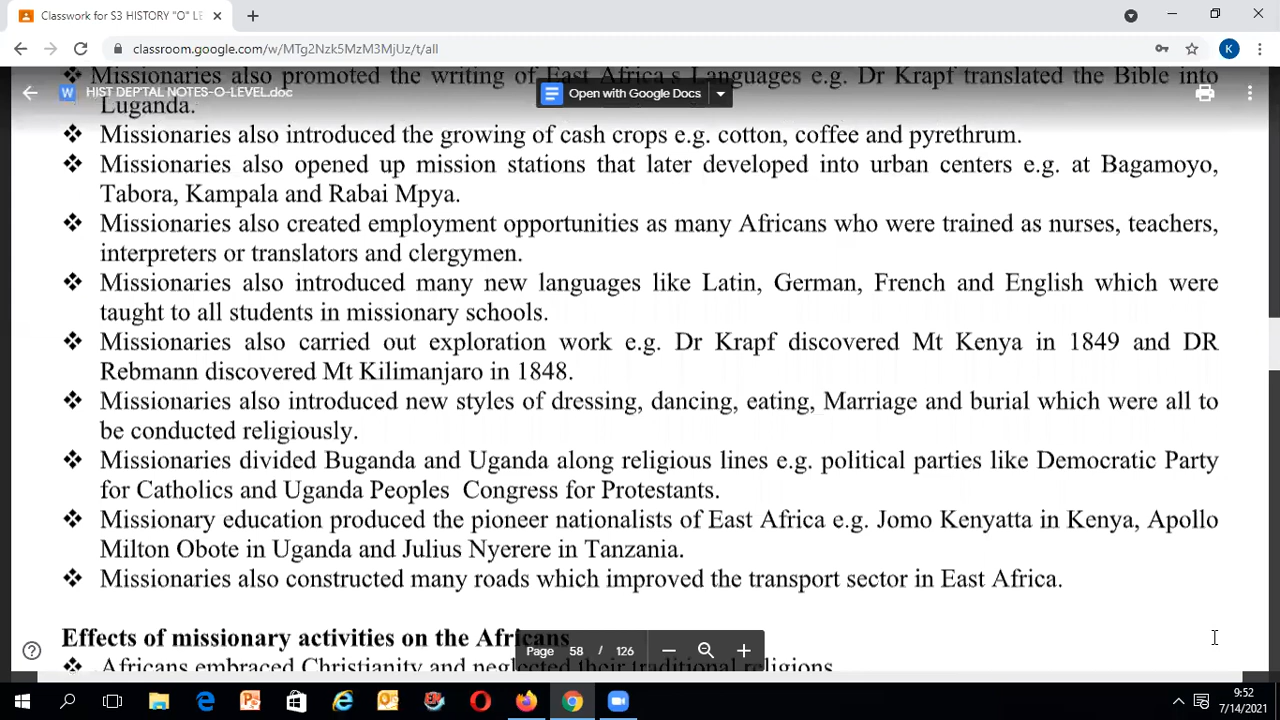 Classwork for S3 HISTORY "O" LE
classroom.google.com/w/MTg2Nzk5MzM3MjUz/t/all
K
Missionaries also promoted the writing of East Africa s Languages e.g. Dr Krapf translated the Bible into
HIST DEPTAL NOTES-O-LEVEL.doc
Open with Google Docs
Luganda.
❖ Missionaries also introduced the growing of cash crops e.g. cotton, coffee and pyrethrum.
❖ Missionaries also opened up mission stations that later developed into urban centers e.g. at Bagamoyo,
Tabora, Kampala and Rabai Mpya.
❖ Missionaries also created employment opportunities as many Africans who were trained as nurses, teachers,
interpreters or translators and clergymen.
❖ Missionaries also introduced many new languages like Latin, German, French and English which were
taught to all students in missionary schools.
❖ Missionaries also carried out exploration work e.g. Dr Krapf discovered Mt Kenya in 1849 and DR
Rebmann discovered Mt Kilimanjaro in 1848.
❖ Missionaries also introduced new styles of dressing, dancing, eating, Marriage and burial which were all to
be conducted religiously.
❖ Missionaries divided Buganda and Uganda along religious lines e.g. political parties like Democratic Party
for Catholics and Uganda Peoples Congress for Protestants.
❖ Missionary education produced the pioneer nationalists of East Africa e.g. Jomo Kenyatta in Kenya, Apollo
Milton Obote in Uganda and Julius Nyerere in Tanzania.
❖ Missionaries also constructed many roads which improved the transport sector in East Africa.
Effects of missionary activities on the Africans
Page 58 / 126
❖ Africans embraced Christianity and neglected their traditional religions
9:52
7/14/2021